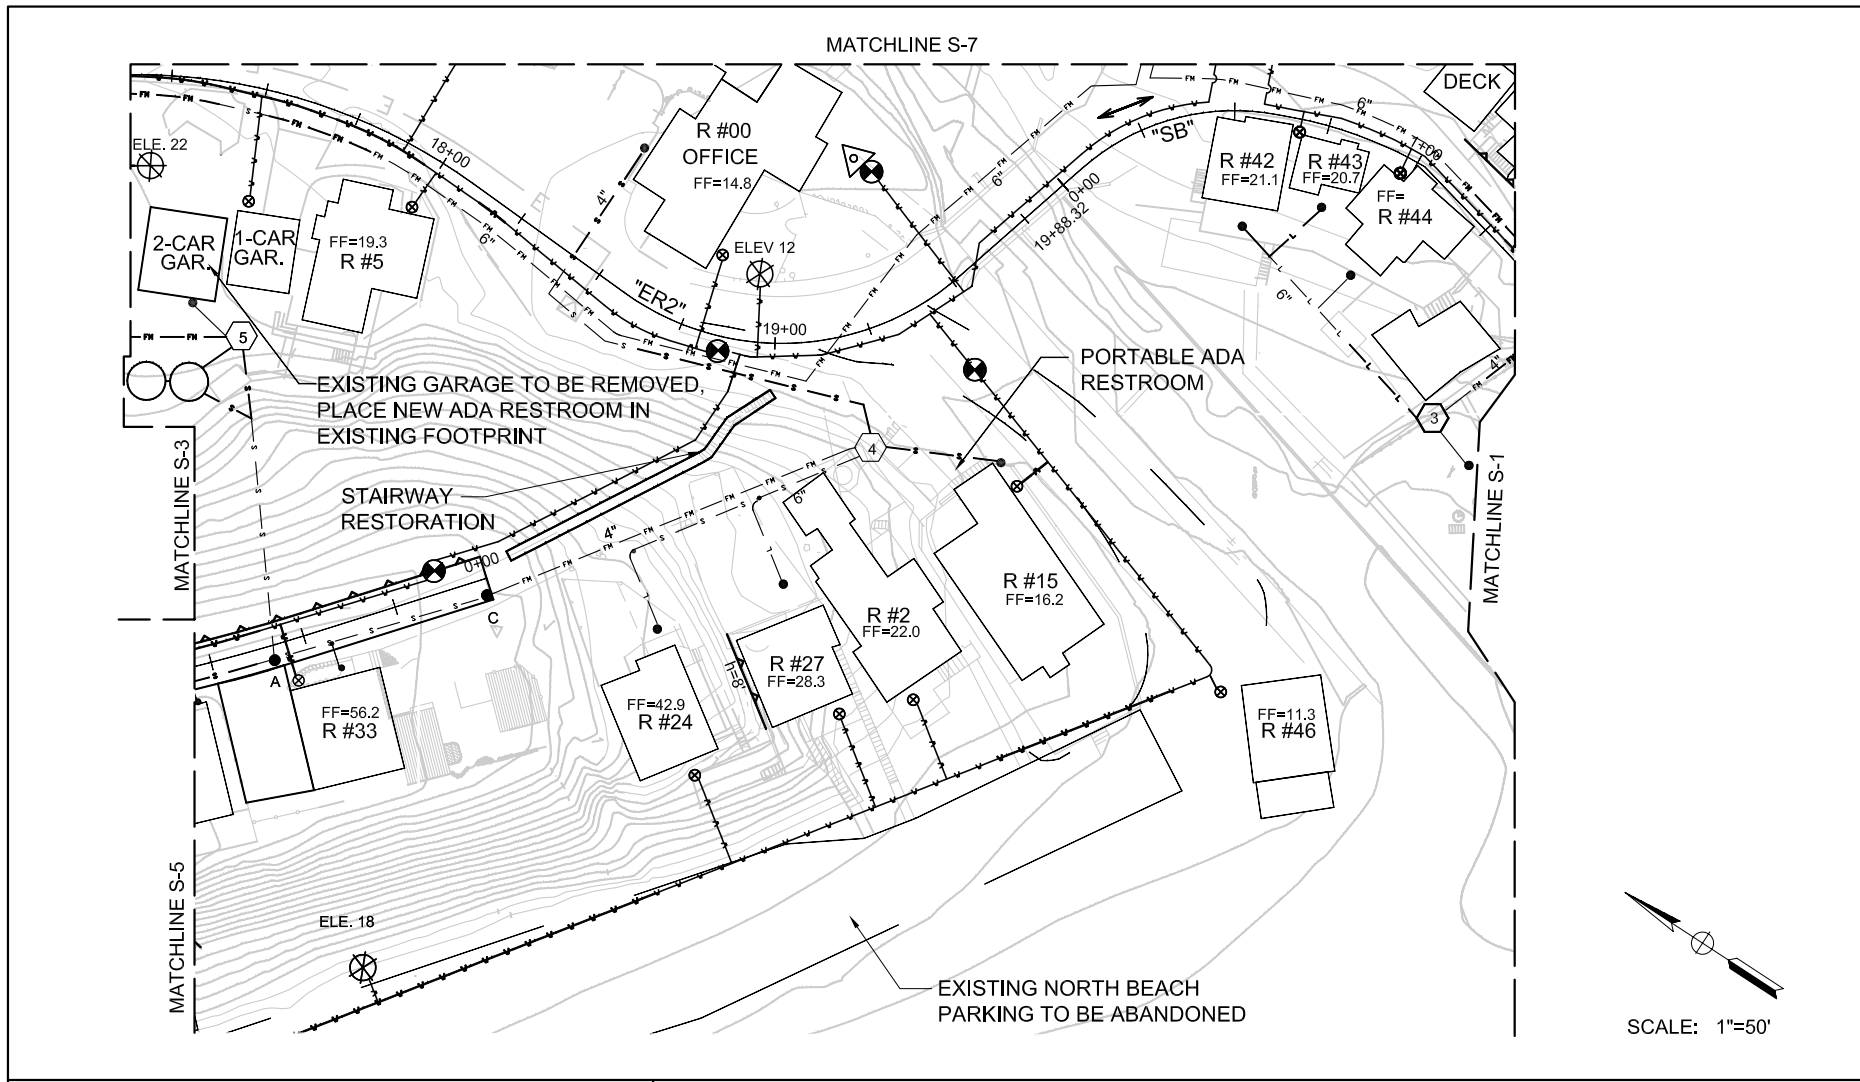 MATCHLINE S-7
DECK
R #00
OFFICE
FF=14.8
"SB"
6"
FM
1+00
18+00
ELE. 22
4"
6"
0+00
19+88.32
R #42
FF=21.1
R #43
FF=20.7
FF=
R #44
2-CAR
GAR.
1-CAR
GAR.
FF=19.3
R #5
6"
ELEV 12
"ER2"
19+00
6"
5
EXISTING GARAGE TO BE REMOVED,
PLACE NEW ADA RESTROOM IN
EXISTING FOOTPRINT
PORTABLE ADA
RESTROOM
4"
3
4
MATCHLINE S-3
STAIRWAY
RESTORATION
6"
4"
MATCHLINE S-1
0+00
C
A
R #15
FF=16.2
R #2
FF=22.0
R #27
FF=28.3
h=8'
FF=42.9
R #24
FF=56.2
R #33
FF=11.3
R #46
MATCHLINE S-5
ELE. 18
EXISTING NORTH BEACH
PARKING TO BE ABANDONED
SCALE: 1"=50'